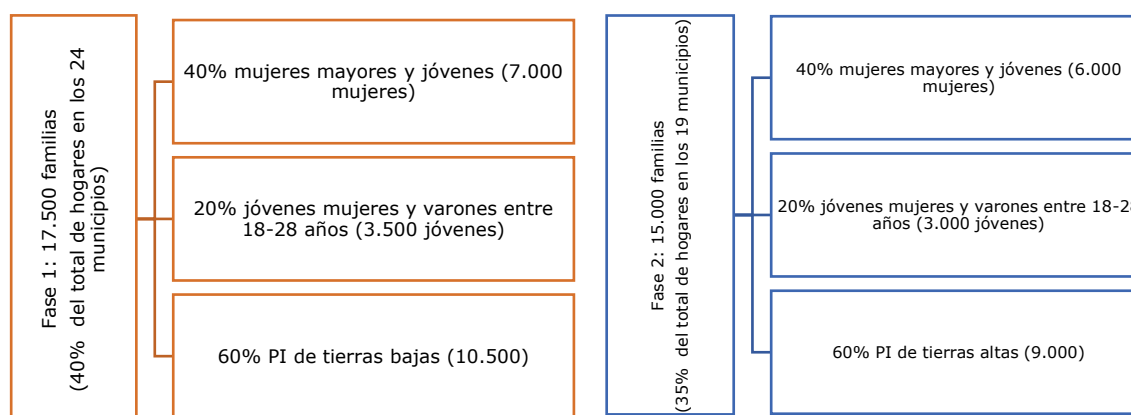 Fase 1: 17.500 familias
(40% del total de hogares en los 24
municipios)
40% mujeres mayores y jóvenes (7.000
mujeres)
20% jóvenes mujeres y varones entre
18-28 años (3.500 jóvenes)
60% PI de tierras bajas (10.500)
Fase 2: 15.000 familias
(35% del total de hogares en los 19 municipios)
40% mujeres mayores y jóvenes (6.000
mujeres)
20% jóvenes mujeres y varones entre 18-28
años (3.000 jóvenes)
60% PI de tierras altas (9.000)